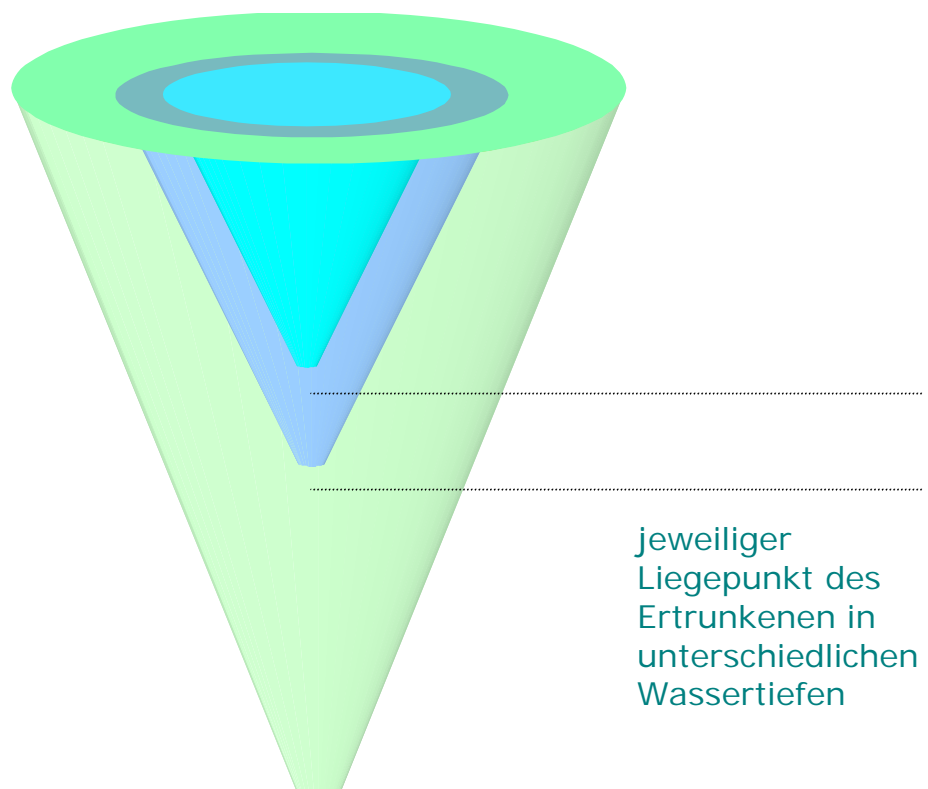 jeweiliger
Liegepunkt des
Ertrunkenen in
unterschiedlichen
Wassertiefen